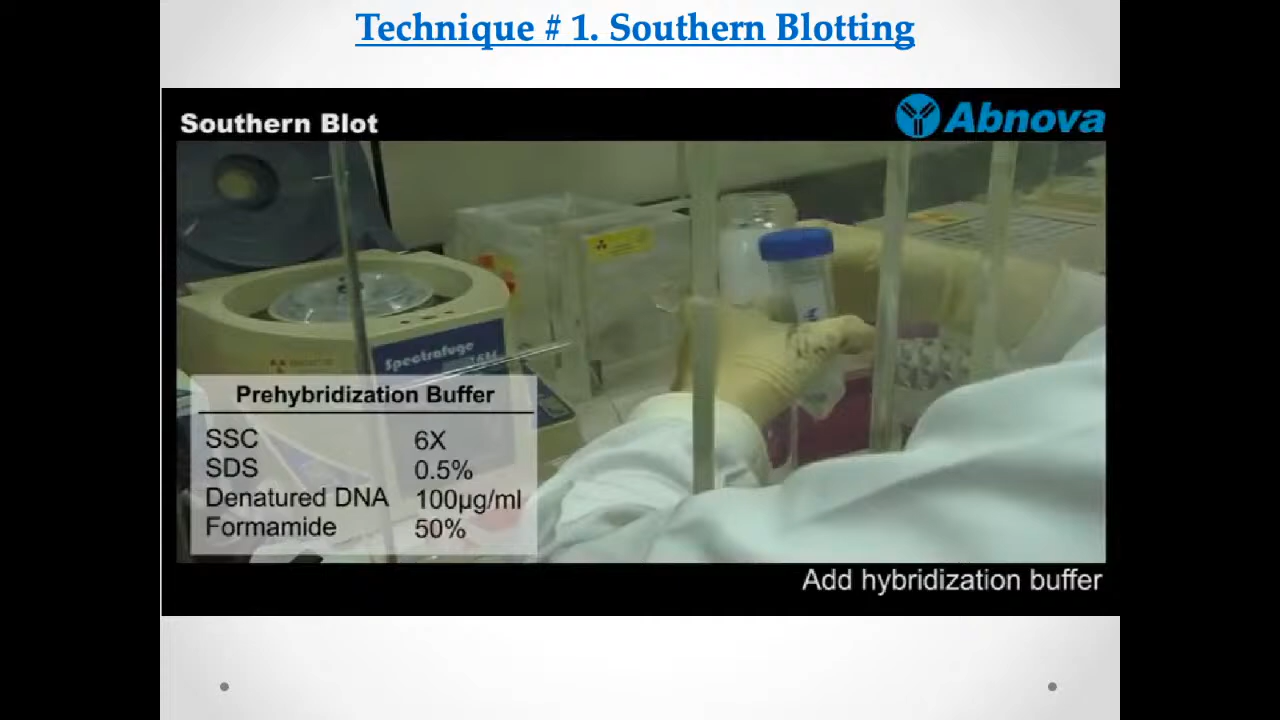 Technique # 1. Southern Blotting
Southern Blot
Abnova
Spectrafuge
Prehybridization Buffer
SSC 6X
SDS 0.5%
Denatured DNA 100µg/ml
Formamide 50%
Add hybridization buffer